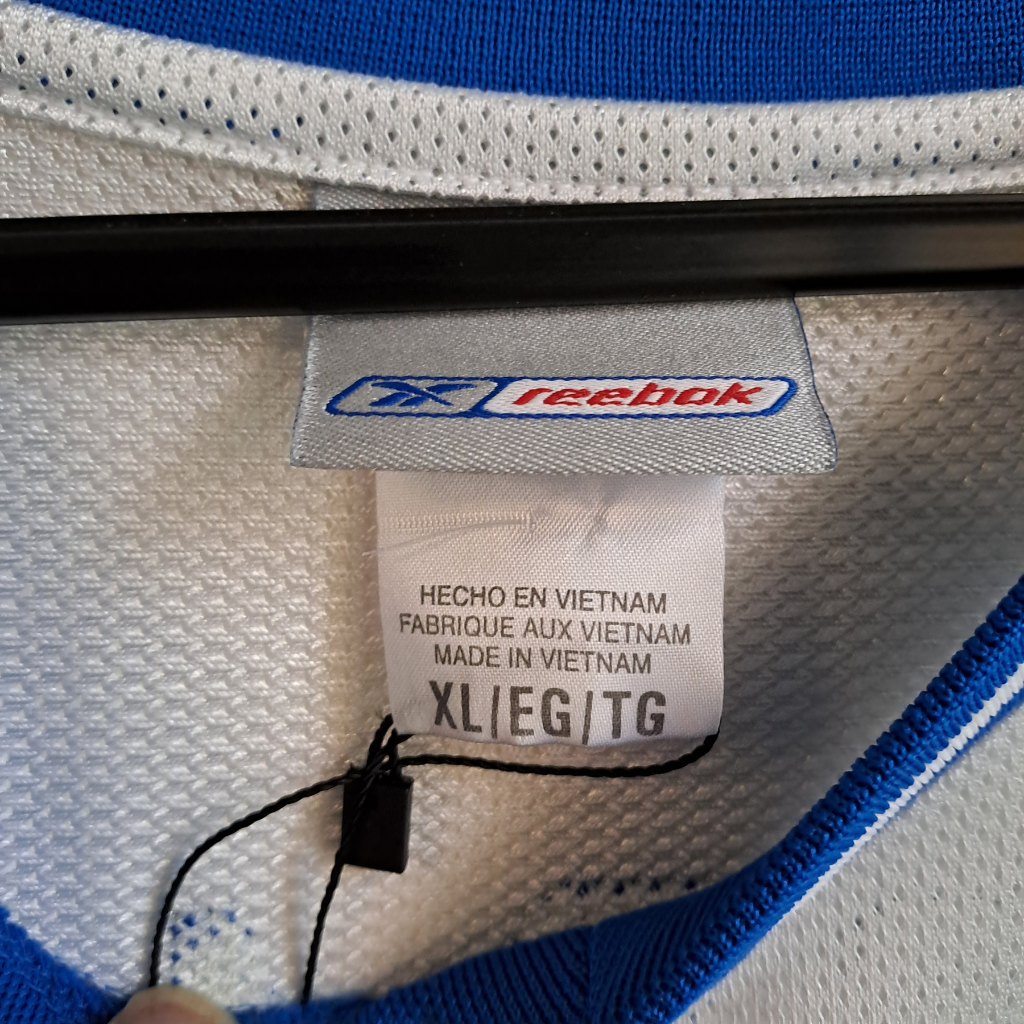 reebok
HECHO EN VIETNAM
FABRIQUE AUX VIETNAM
MADE IN VIETNAM
XL/EG/TG